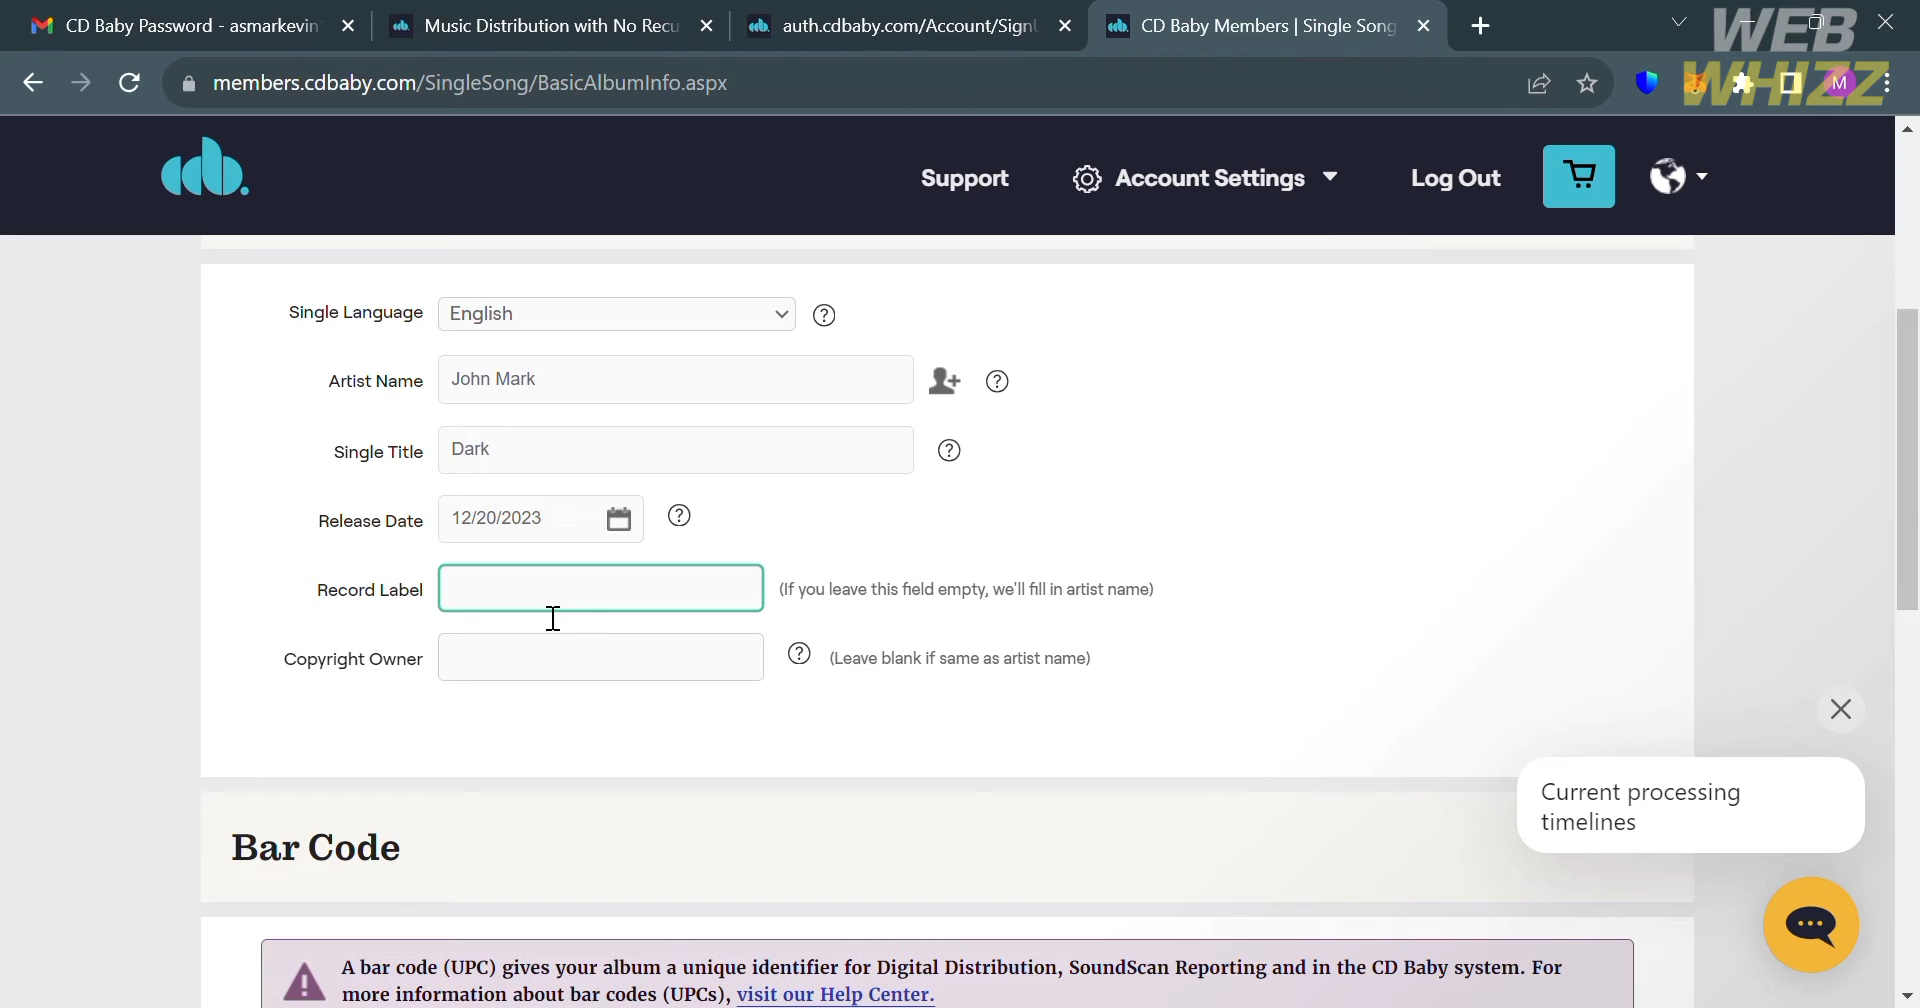 CD Baby Password - asmarkevin
Music Distribution with No Recu
auth.cdbaby.com/Account/Sign
CD Baby Members | Single Song
WEB
WHIZZ
members.cdbaby.com/SingleSong/BasicAlbumInfo.aspx
M
cdb.
Support
Account Settings
Log Out
Single Language
English
?
Artist Name
John Mark
?
Single Title
Dark
?
Release Date
12/20/2023
?
Record Label
(If you leave this field empty, we'll fill in artist name)
Copyright Owner
?
(Leave blank if same as artist name)
Current processing
timelines
Bar Code
A bar code (UPC) gives your album a unique identifier for Digital Distribution, SoundScan Reporting and in the CD Baby system. For
more information about bar codes (UPCs), visit our Help Center.